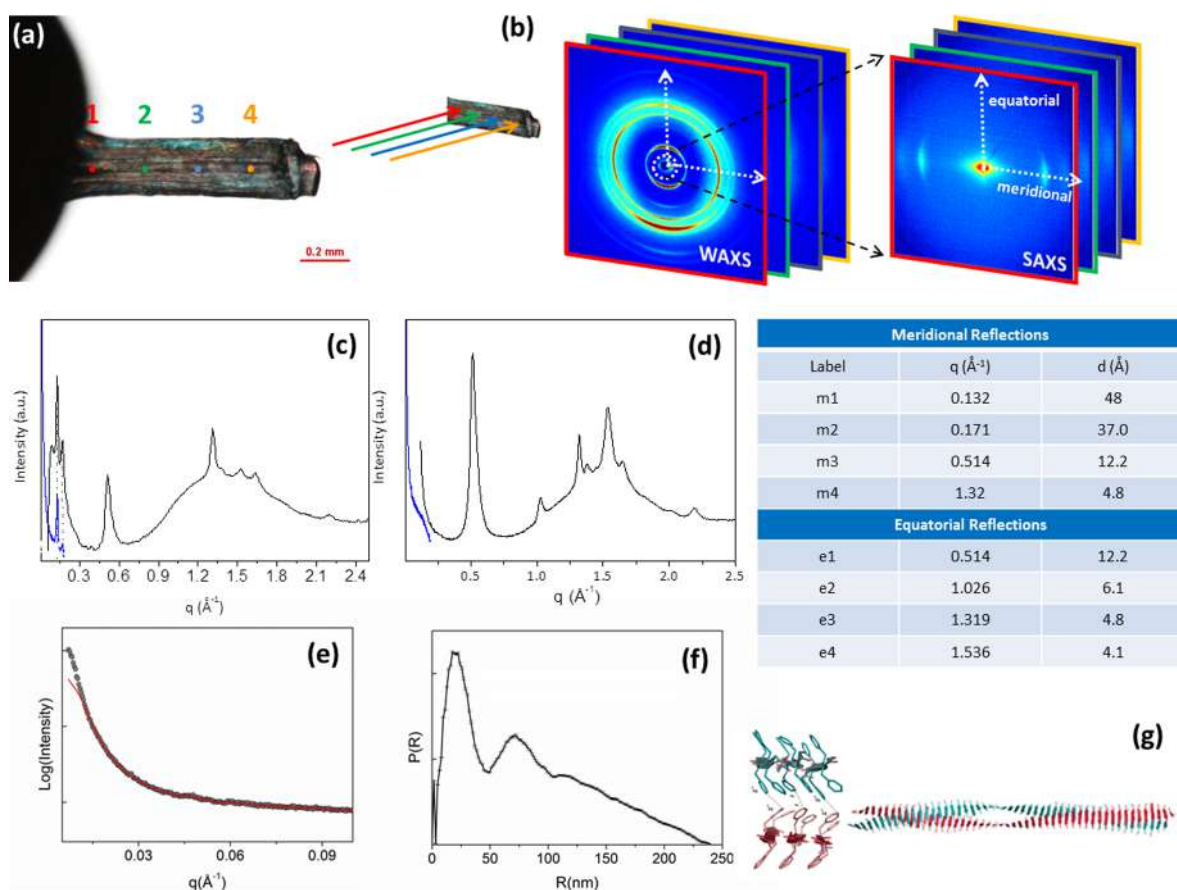 (a)
1 2 3 4
0.2 mm
(b)
WAXS
equatorial
meridional
SAXS
(c)
Intensity (a.u.)
0.3 0.6 0.9 1.2 1.5 1.8 2.1 2.4
q (Å⁻¹)
(d)
Intensity (a.u.)
0.5 1.0 1.5 2.0 2.5
q (Å⁻¹)
Meridional Reflections
Label q (Å⁻¹) d (Å)
m1 0.132 48
m2 0.171 37.0
m3 0.514 12.2
m4 1.32 4.8
Equatorial Reflections
e1 0.514 12.2
e2 1.026 6.1
e3 1.319 4.8
e4 1.536 4.1
(e)
Log(Intensity)
0.03 0.06 0.09
q(Å⁻¹)
(f)
P(R)
0 50 100 150 200 250
R(nm)
(g)